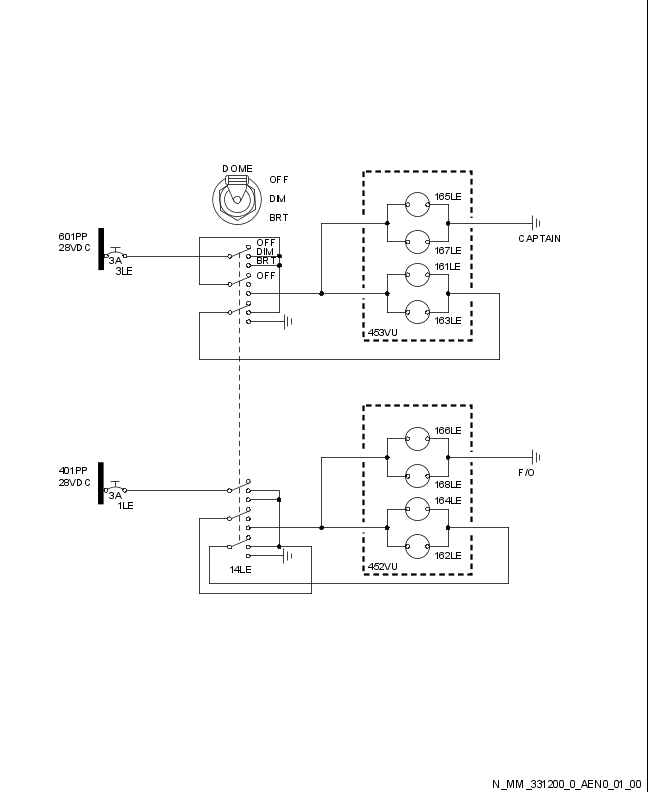 DOME
OFF
DIM
BRT
165LE
601PP
28VDC
3A
3LE
OFF
DIM
BRT
OFF
167LE
161LE
163LE
453VU
CAPTAIN
401PP
28VDC
3A
1LE
14LE
166LE
168LE
164LE
162LE
452VU
F/O
N_MM_331200_0_AEN0_01_00